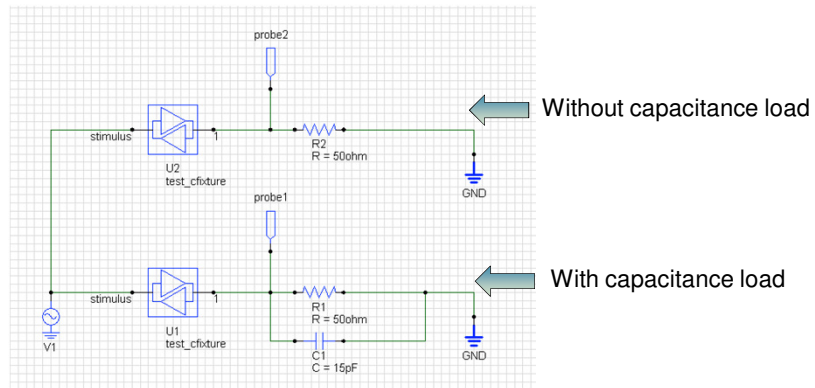 probe2
Without capacitance load
stimulus
1
R2
R = 50ohm
U2
test_cfixture
GND
probe1
With capacitance load
stimulus
1
R1
R = 50ohm
U1
test_cfixture
V1
C1
C = 15pF
GND